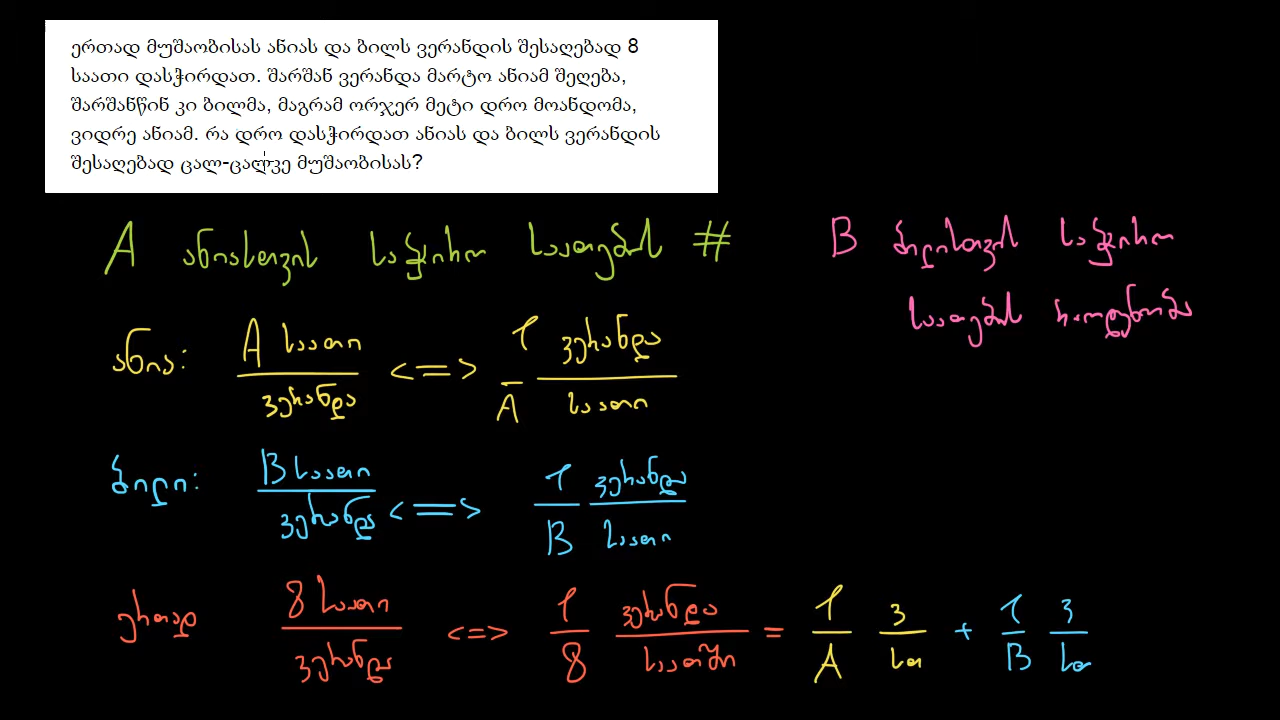 ერთად მუშაობისას ანიას და ბილს ვერანდის შესაღებად 8
საათი დასჭირდათ. შარშან ვერანდა მარტო ანიამ შეღება,
შარშანწინ კი ბილმა, მაგრამ ორჯერ მეტი დრო მოანდომა,
ვიდრე ანიამ. რა დრო დასჭირდათ ანიას და ბილს ვერანდის
შესაღებად ცალ-ცალკე მუშაობისას?
A ანიასთვის საჭირო საათების # B ბილისთვის საჭირო
საათების რაოდენობა
ანია: A საათი / ვერანდა <=> 1 / A ვერანდა / საათი
ბილი: B საათი / ვერანდა <=> 1 / B ვერანდა / საათი
ერთად 8 საათი / ვერანდა <=> 1 / 8 ვერანდა / საათში = 1 / A ვ / სთ + 1 / B ვ / სთ